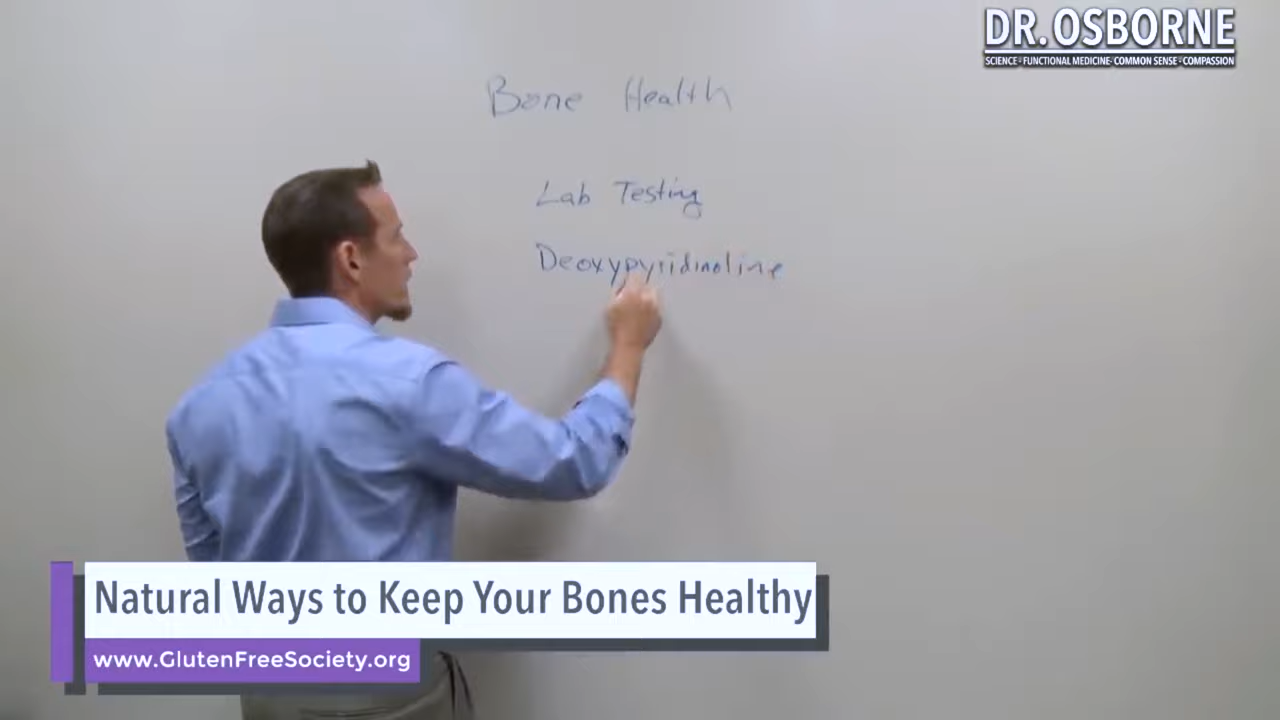 DR. OSBORNE
SCIENCE - FUNCTIONAL MEDICINE - COMMON SENSE - COMPASSION
Bone Health
Lab Testing
Deoxypyridinoline
Natural Ways to Keep Your Bones Healthy
www.GlutenFreeSociety.org